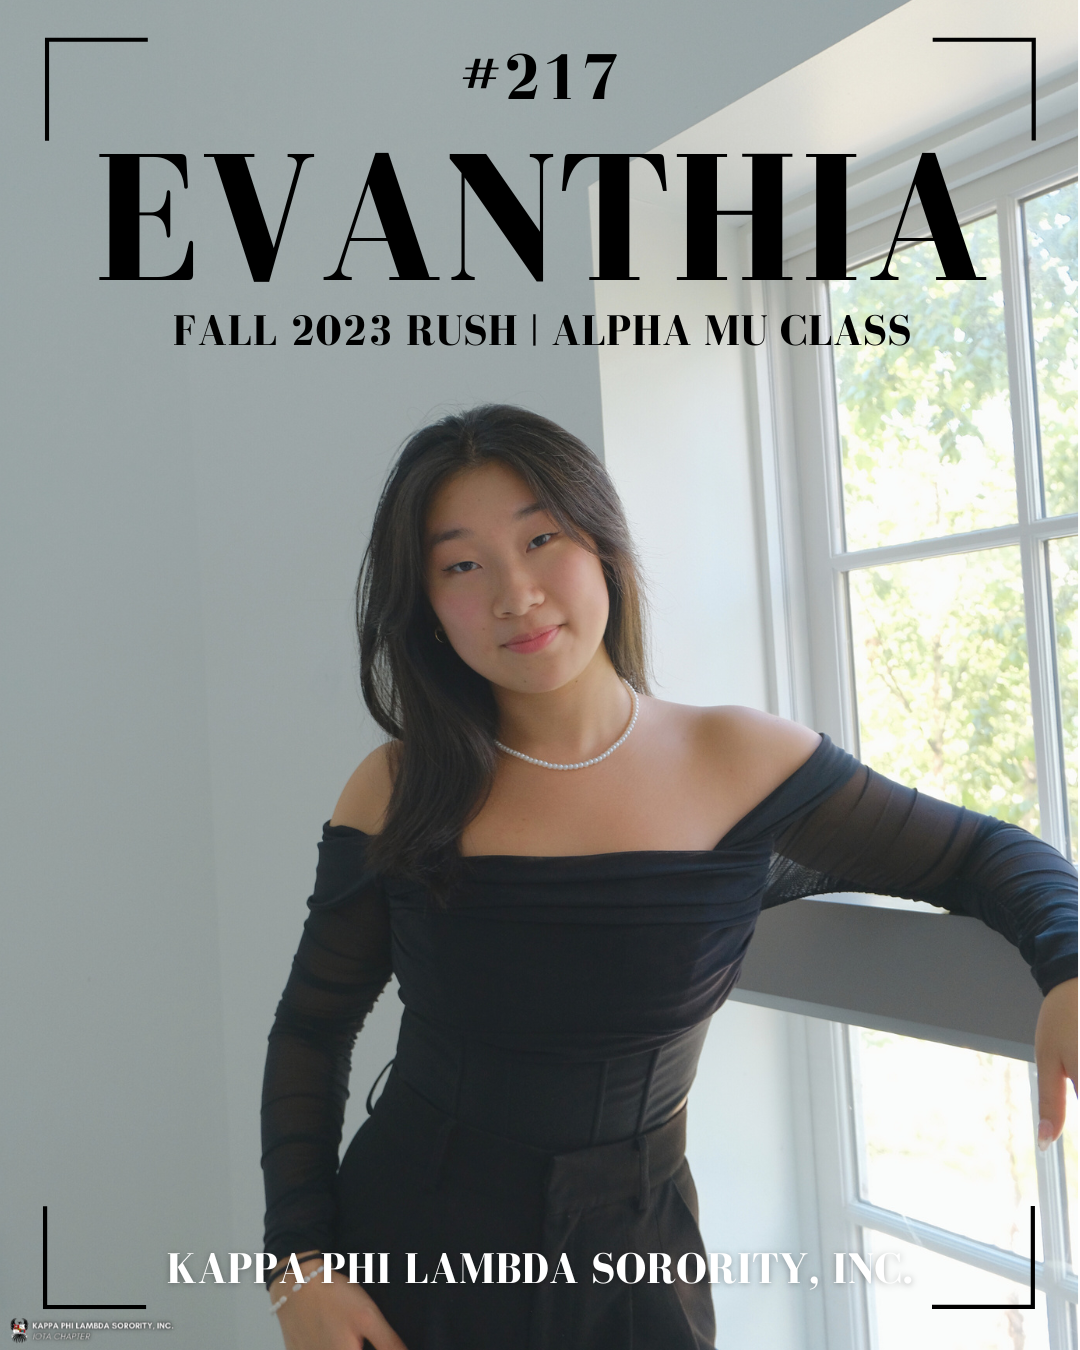 #217
EVANTHIA
FALL 2023 RUSH | ALPHA MU CLASS
KAPPA PHI LAMBDA SORORITY, INC.
KAPPA PHI LAMBDA SORORITY, INC.
IOTA CHAPTER